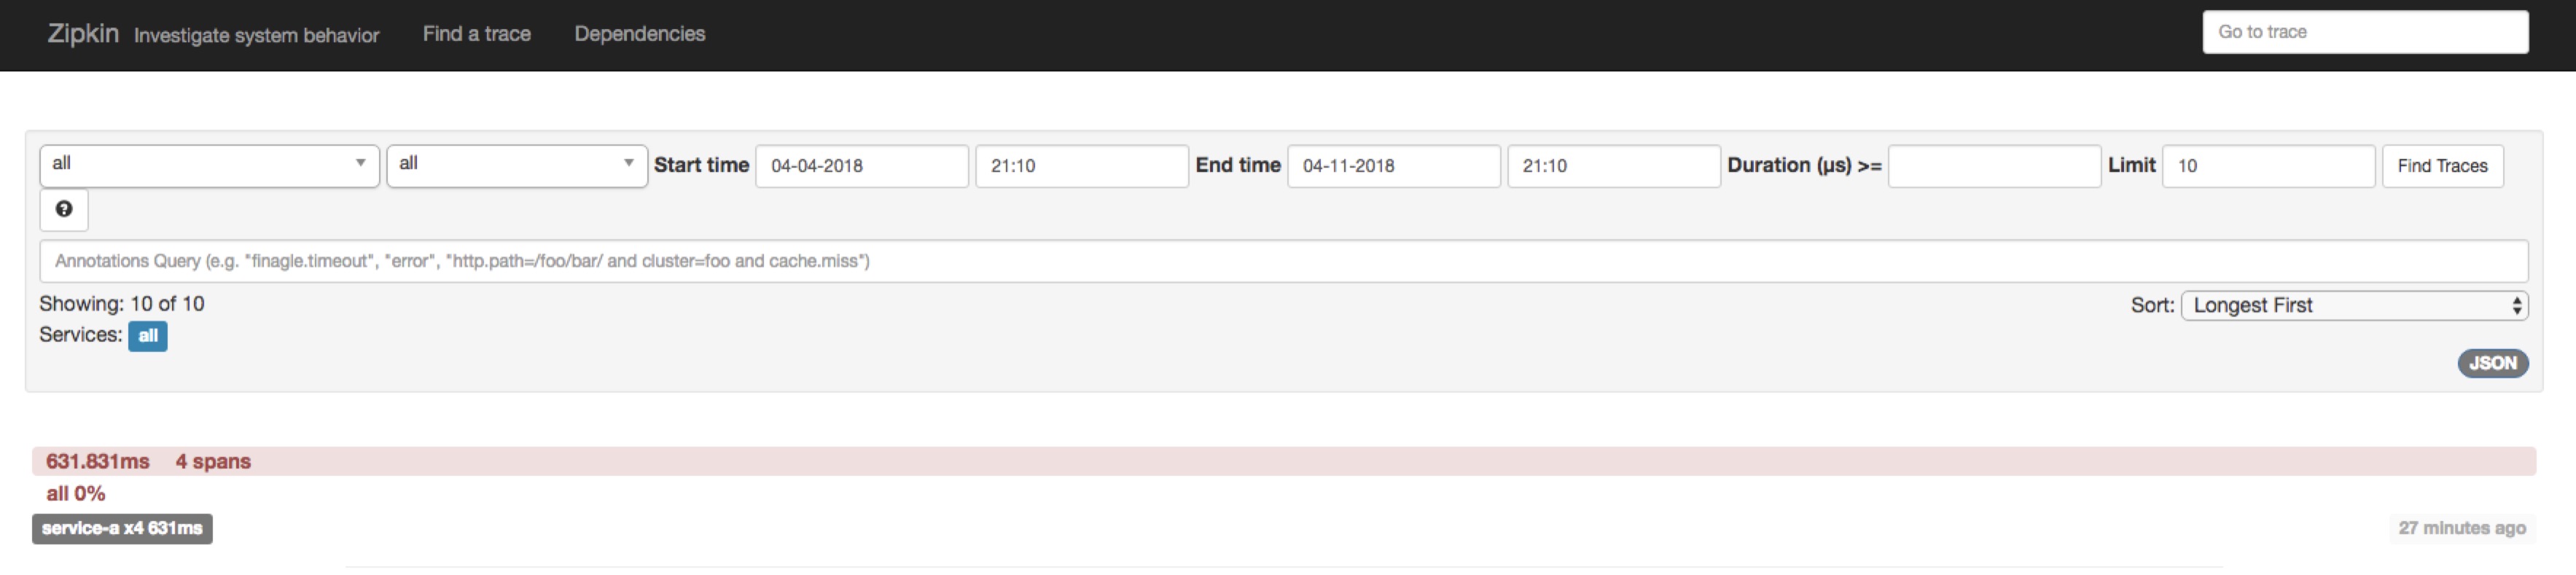 Zipkin Investigate system behavior Find a trace Dependencies Go to trace
all all Start time 04-04-2018 21:10 End time 04-11-2018 21:10 Duration (μs) >= Limit 10 Find Traces
?
Annotations Query (e.g. "finagle.timeout", "error", "http.path=/foo/bar/ and cluster=foo and cache.miss")
Showing: 10 of 10 Sort: Longest First
Services: all
JSON
631.831ms 4 spans
all 0%
service-a x4 631ms 27 minutes ago